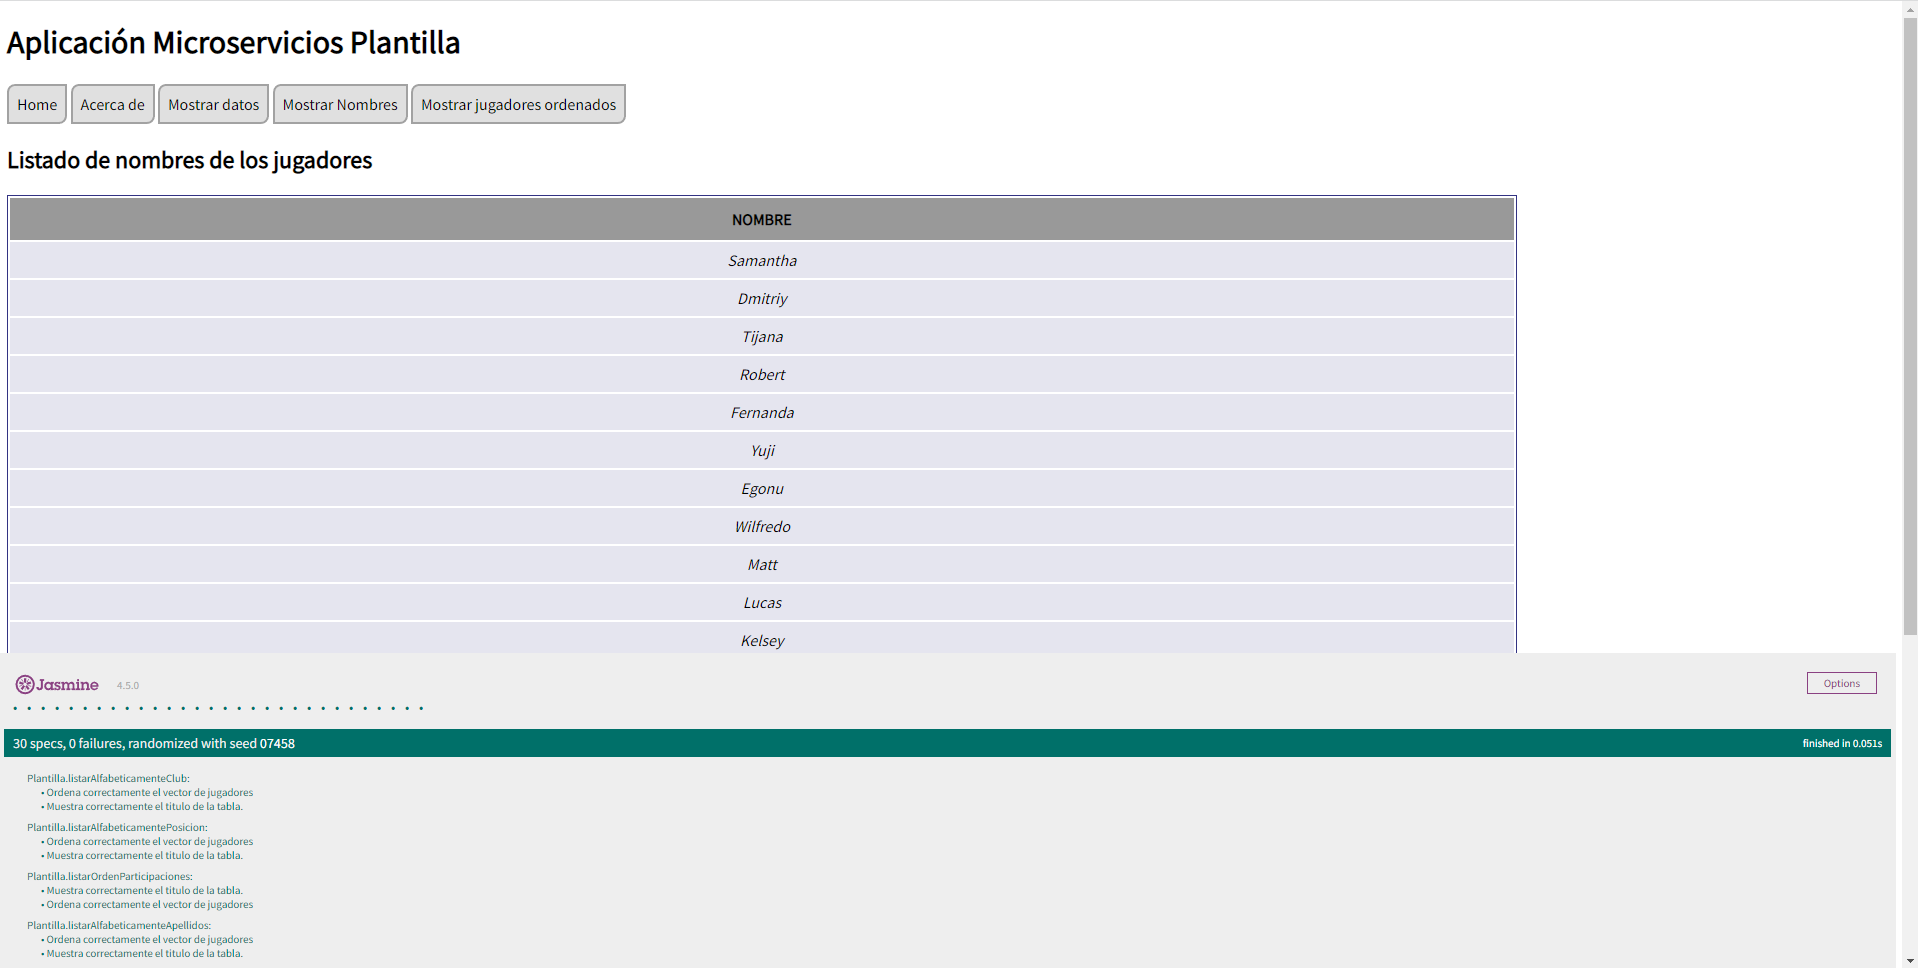 Aplicación Microservicios Plantilla
Home Acerca de Mostrar datos Mostrar Nombres Mostrar jugadores ordenados
Listado de nombres de los jugadores
NOMBRE
Samantha
Dmitriy
Tijana
Robert
Fernanda
Yuji
Egonu
Wilfredo
Matt
Lucas
Kelsey
Jasmine 4.5.0 Options
30 specs, 0 failures, randomized with seed 07458 finished in 0.051s
Plantilla.listarAlfabeticamenteClub:
• Ordena correctamente el vector de jugadores
• Muestra correctamente el titulo de la tabla.
Plantilla.listarAlfabeticamentePosicion:
• Ordena correctamente el vector de jugadores
• Muestra correctamente el titulo de la tabla.
Plantilla.listarOrdenParticipaciones:
• Muestra correctamente el titulo de la tabla.
• Ordena correctamente el vector de jugadores
Plantilla.listarAlfabeticamenteApellidos:
• Ordena correctamente el vector de jugadores
• Muestra correctamente el titulo de la tabla.